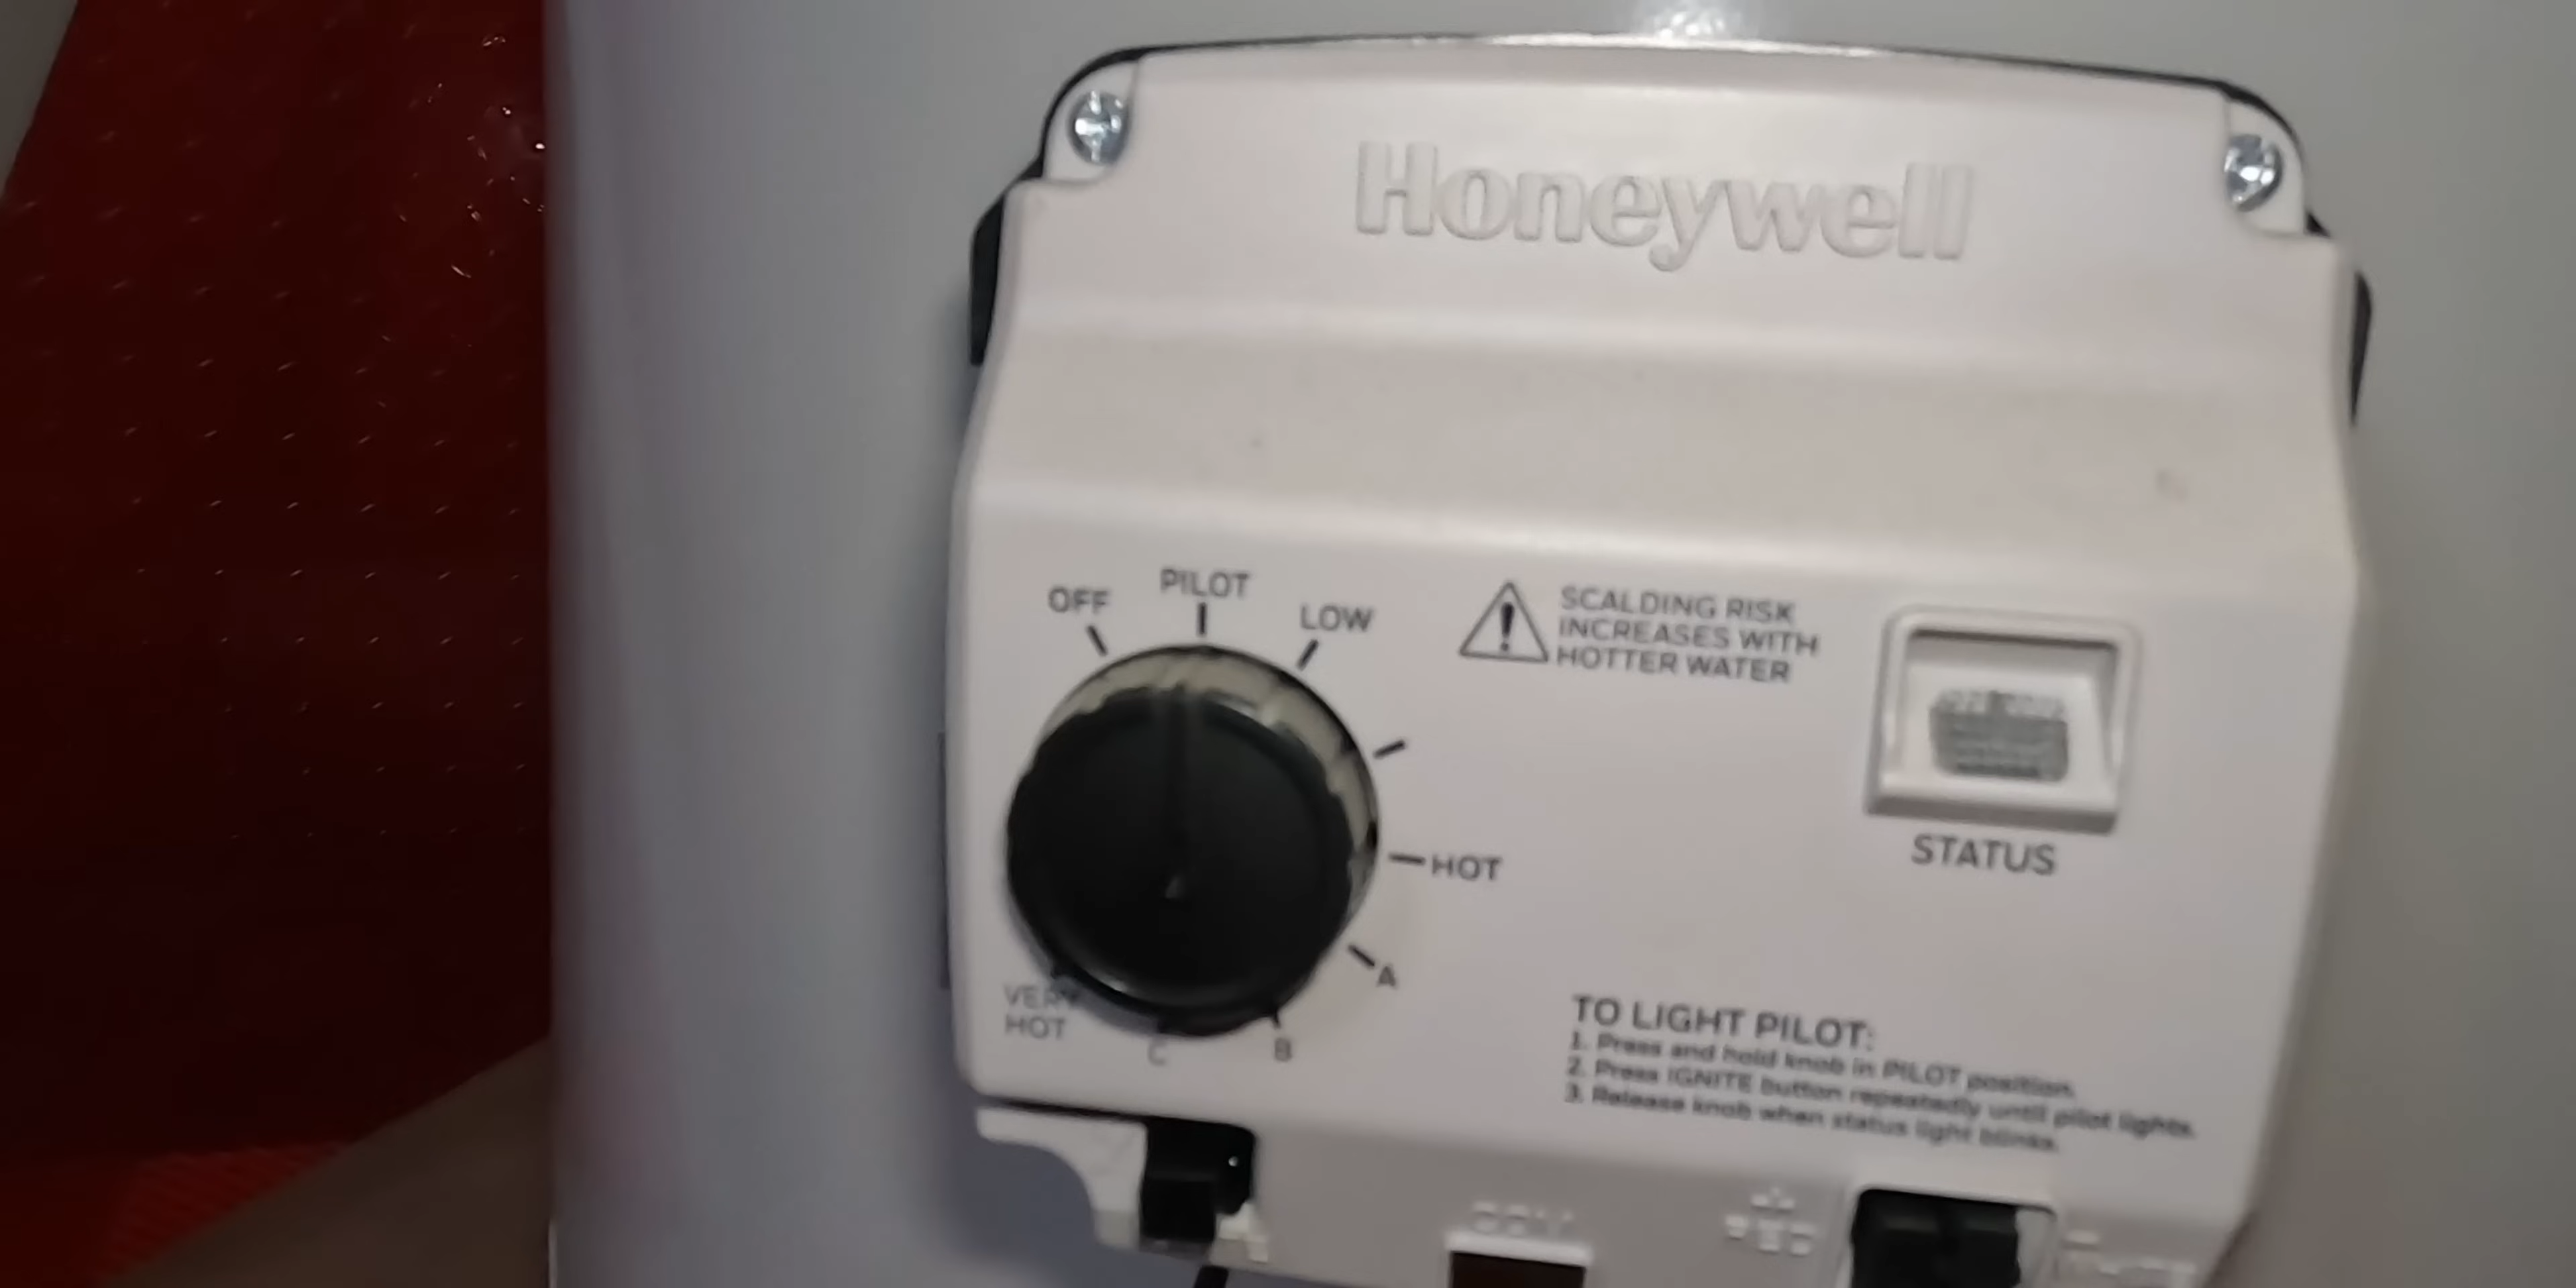 Honeywell
OFF
PILOT
LOW
SCALDING RISK
INCREASES WITH
HOTTER WATER
HOT
STATUS
A
VERY
HOT
C
B
TO LIGHT PILOT:
1. Press and hold knob in PILOT position.
2. Press IGNITE button repeatedly until pilot lights.
3. Release knob when status light blinks.